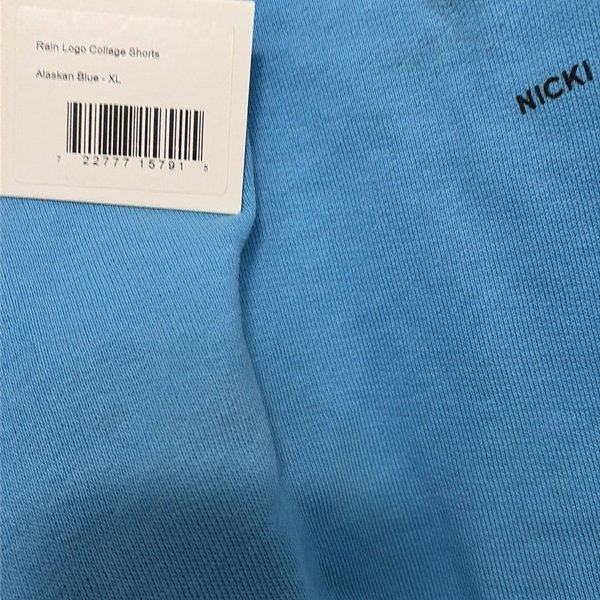 Rain Logo Collage Shorts
Alaskan Blue - XL
7 22777 15791 5
NICKI